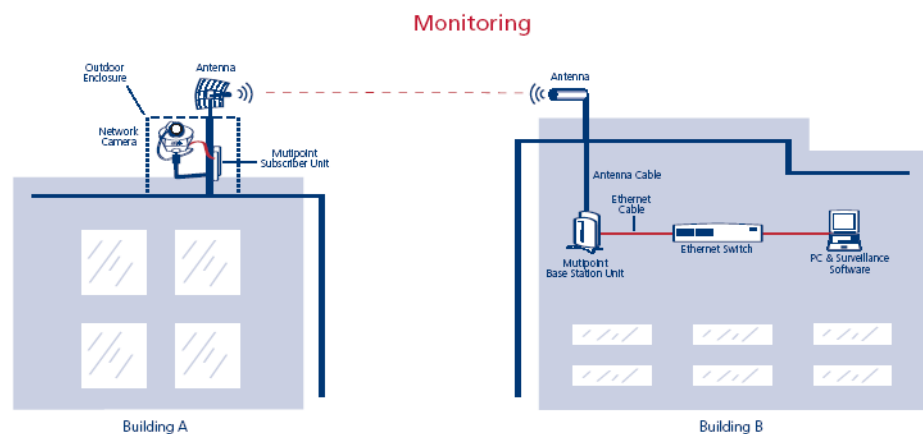 Monitoring
Outdoor
Enclosure
Antenna
Antenna
Network
Camera
Mutipoint
Subscriber Unit
Antenna Cable
Ethernet
Cable
Ethernet Switch
Mutipoint
Base Station Unit
PC & Surveillance
Software
Building A
Building B